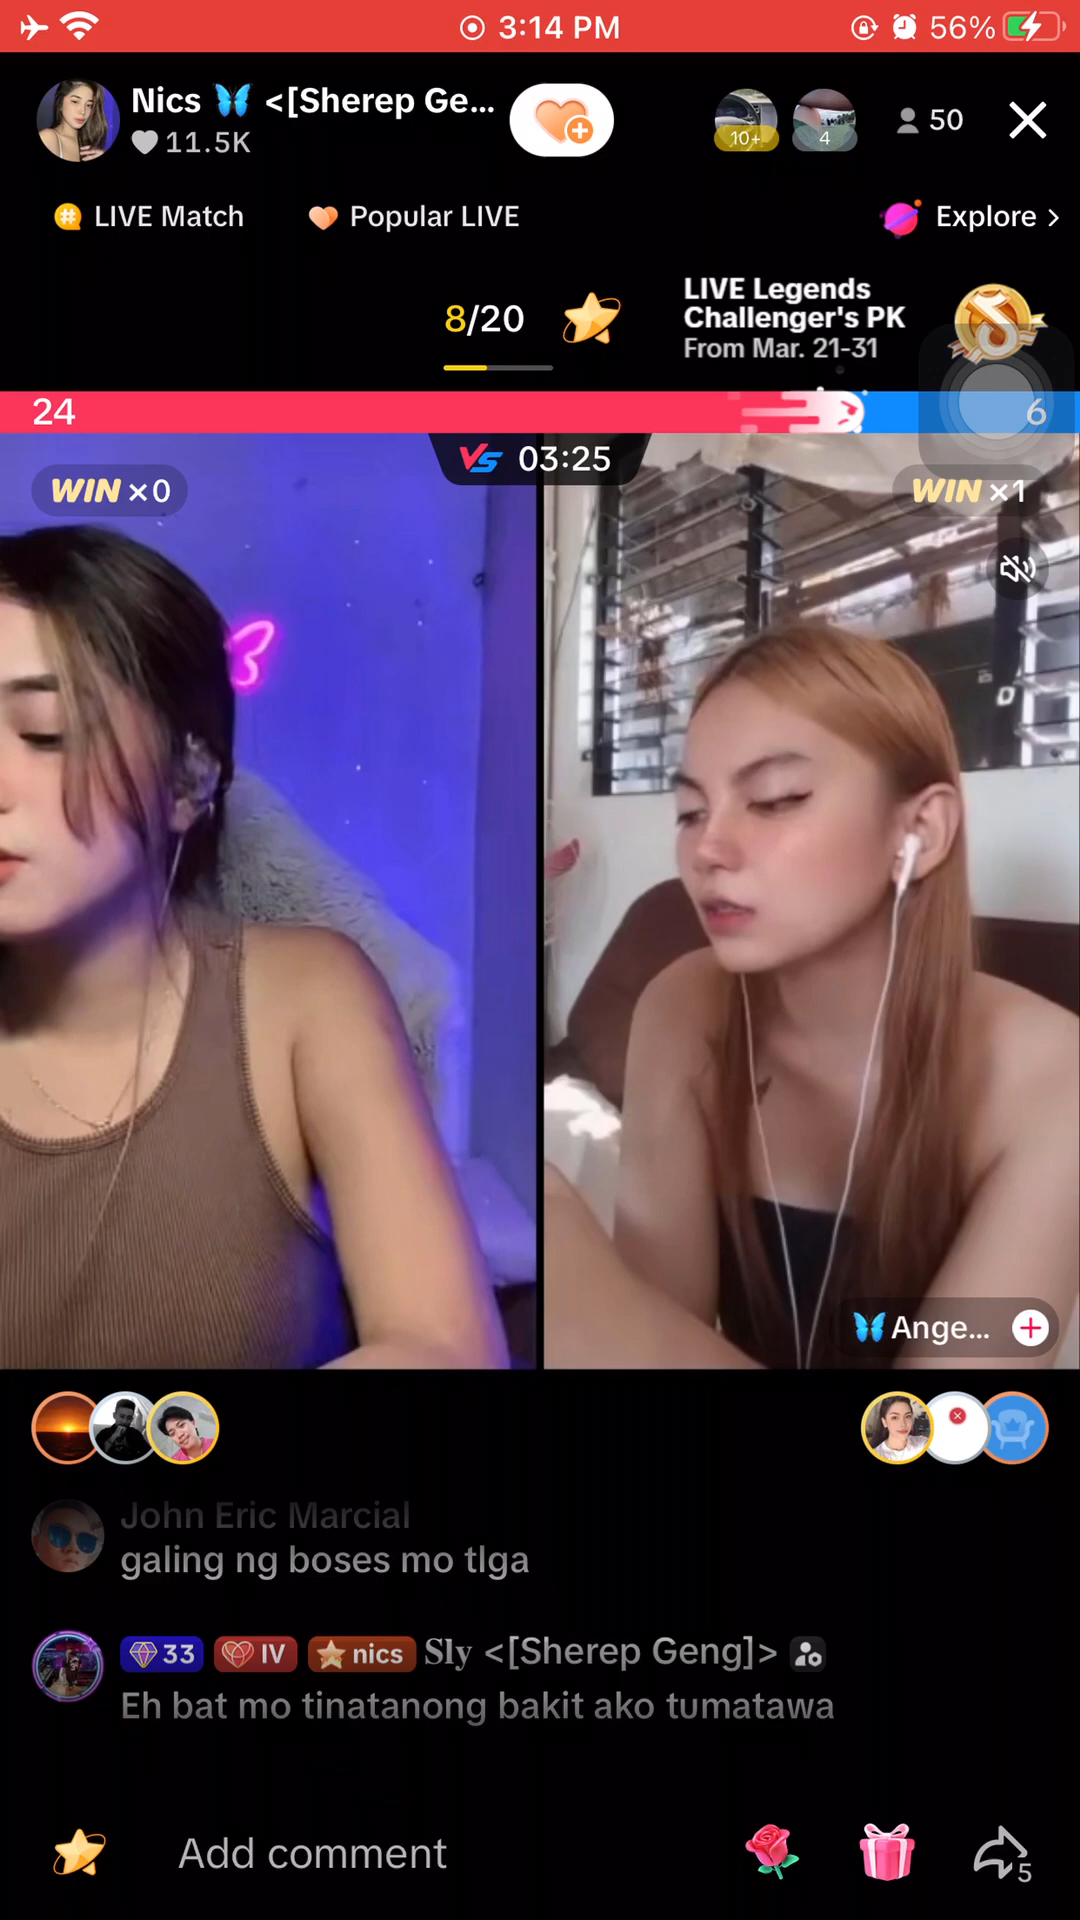 3:14 PM
56%
Nics 🦋 <[Sherep Ge...
11.5K
10+
4
50
LIVE Match
Popular LIVE
Explore >
8/20
LIVE Legends
Challenger's PK
From Mar. 21-31
24
6
VS 03:25
WIN ×0
WIN ×1
🦋 Ange...
John Eric Marcial
galing ng boses mo tlga
33 IV nics Sly <[Sherep Geng]>
Eh bat mo tinatanong bakit ako tumatawa
Add comment
5